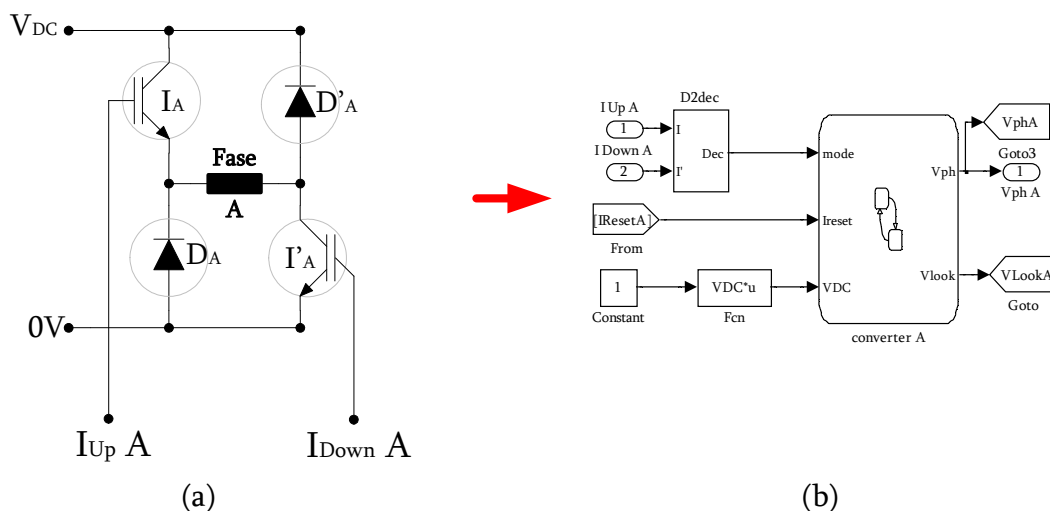 VDC
IA
D'A
Fase
A
DA
I'A
0V
IUp A
IDown A
(a)
D2dec
I Up A
1
I
Dec
I Down A
2
I'
[IResetA]
From
1
Constant
VDC*u
Fcn
mode
Ireset
VDC
Vph
Vlook
converter A
VphA
Goto3
1
Vph A
VLookA
Goto
(b)